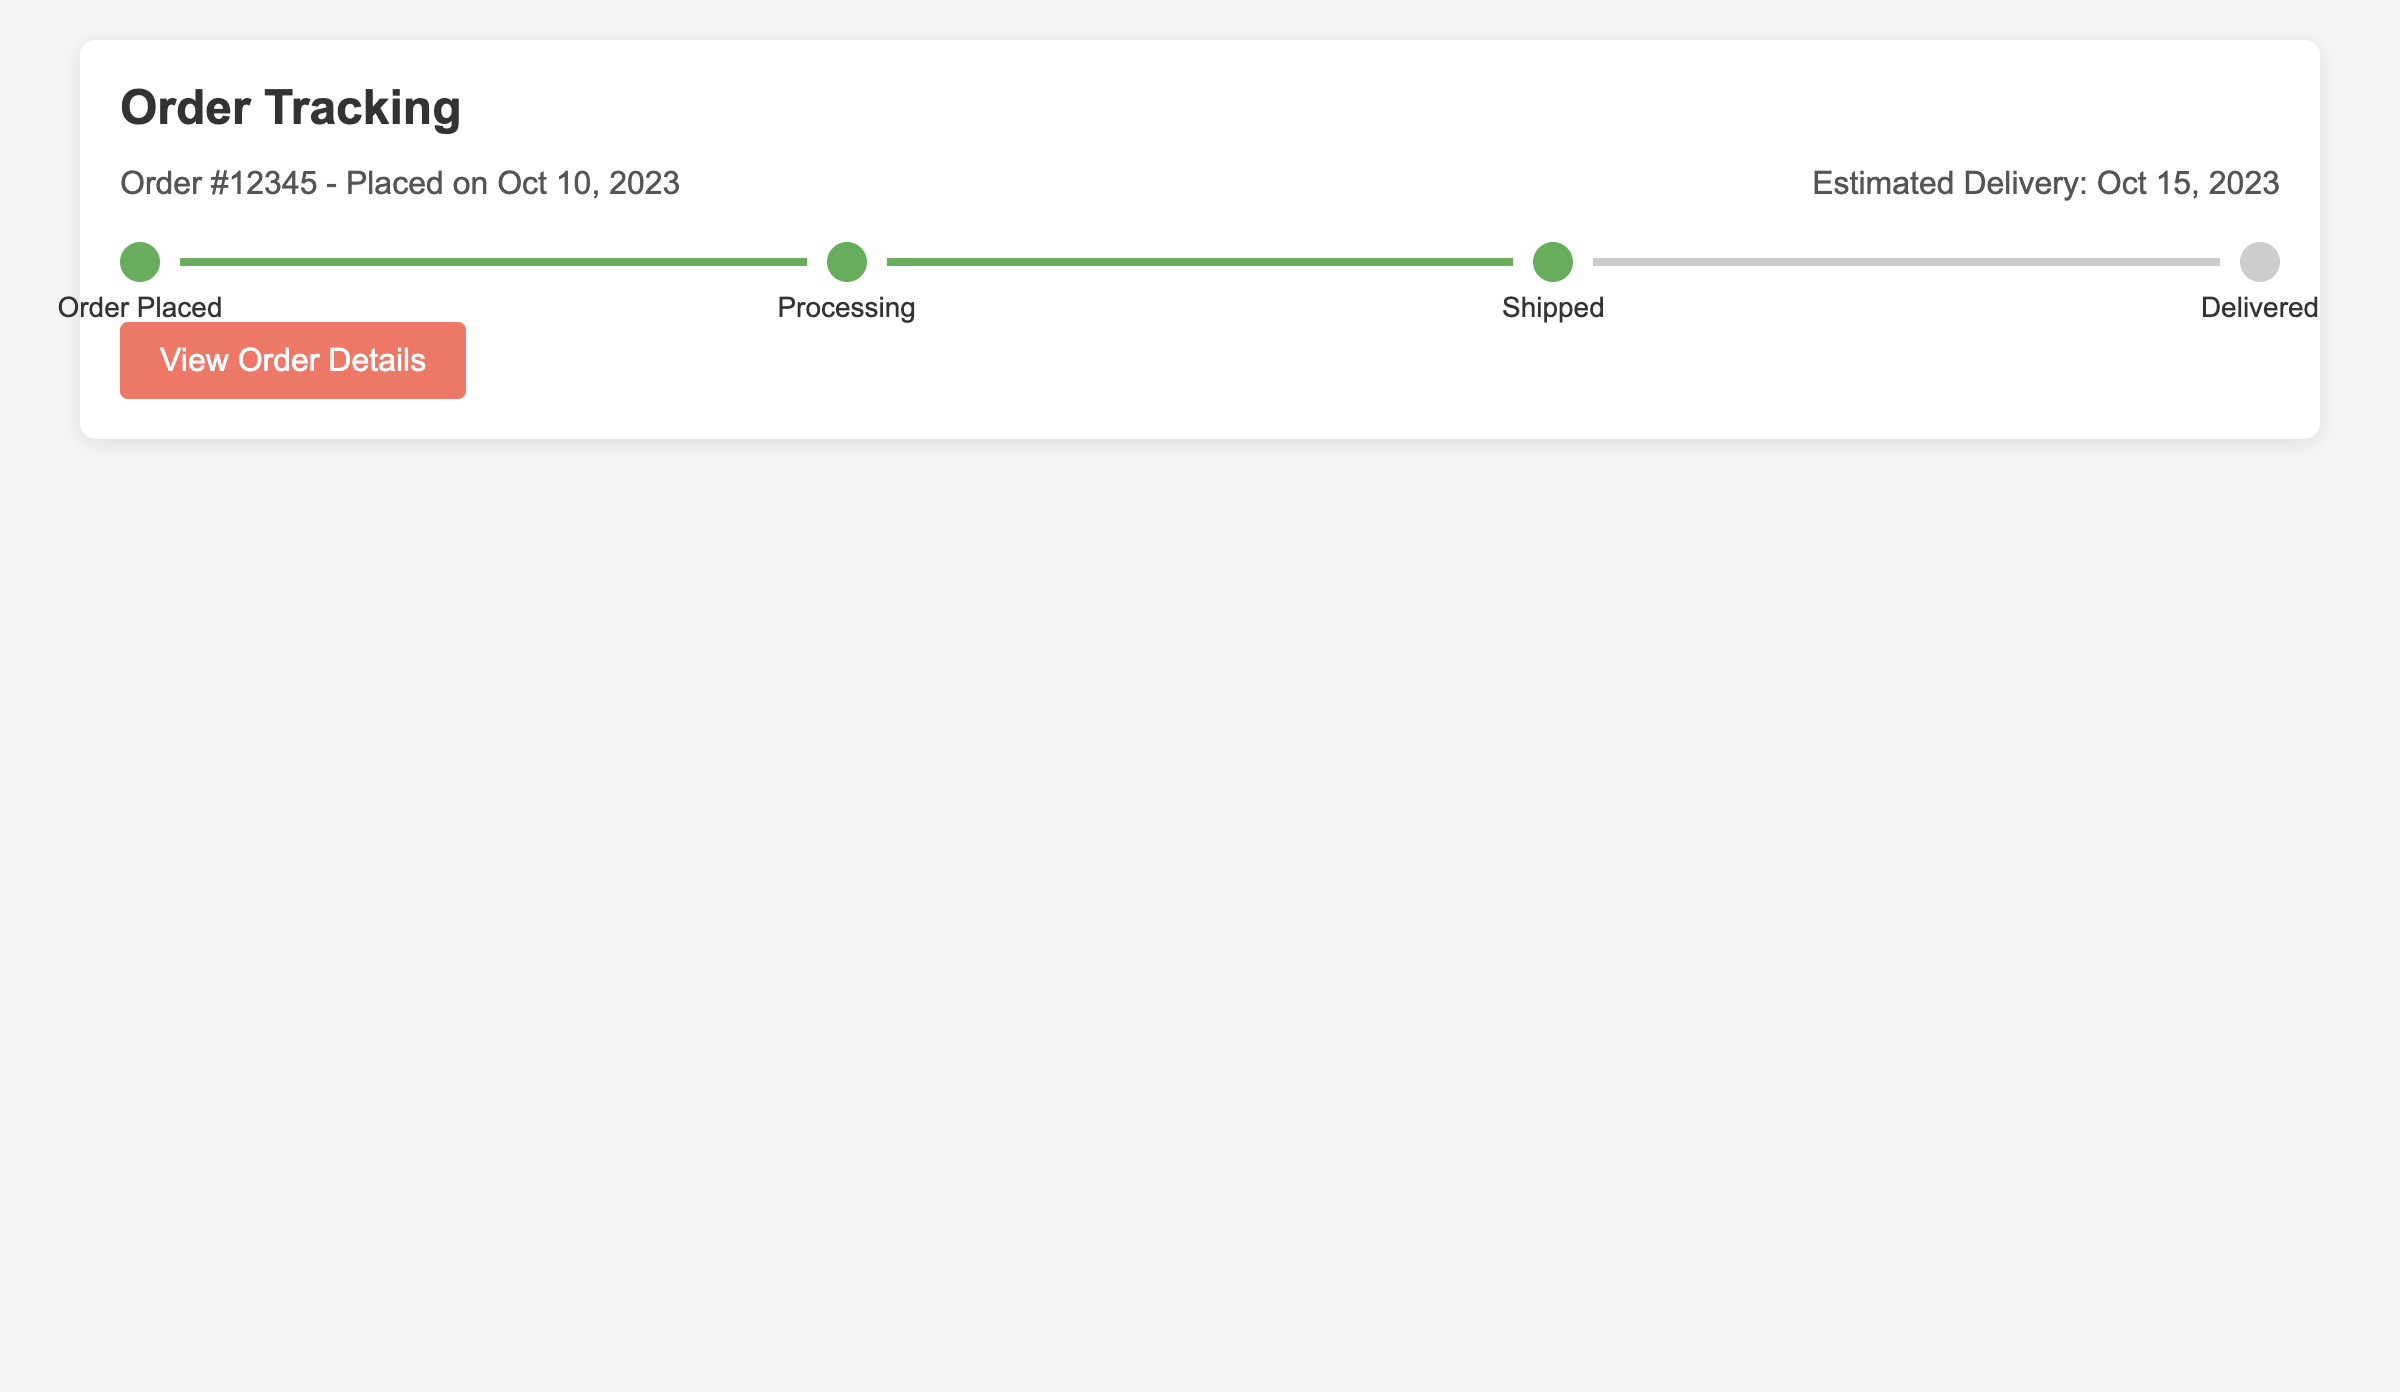 Order Tracking
Order #12345 - Placed on Oct 10, 2023
Estimated Delivery: Oct 15, 2023
Order Placed
Processing
Shipped
Delivered
View Order Details